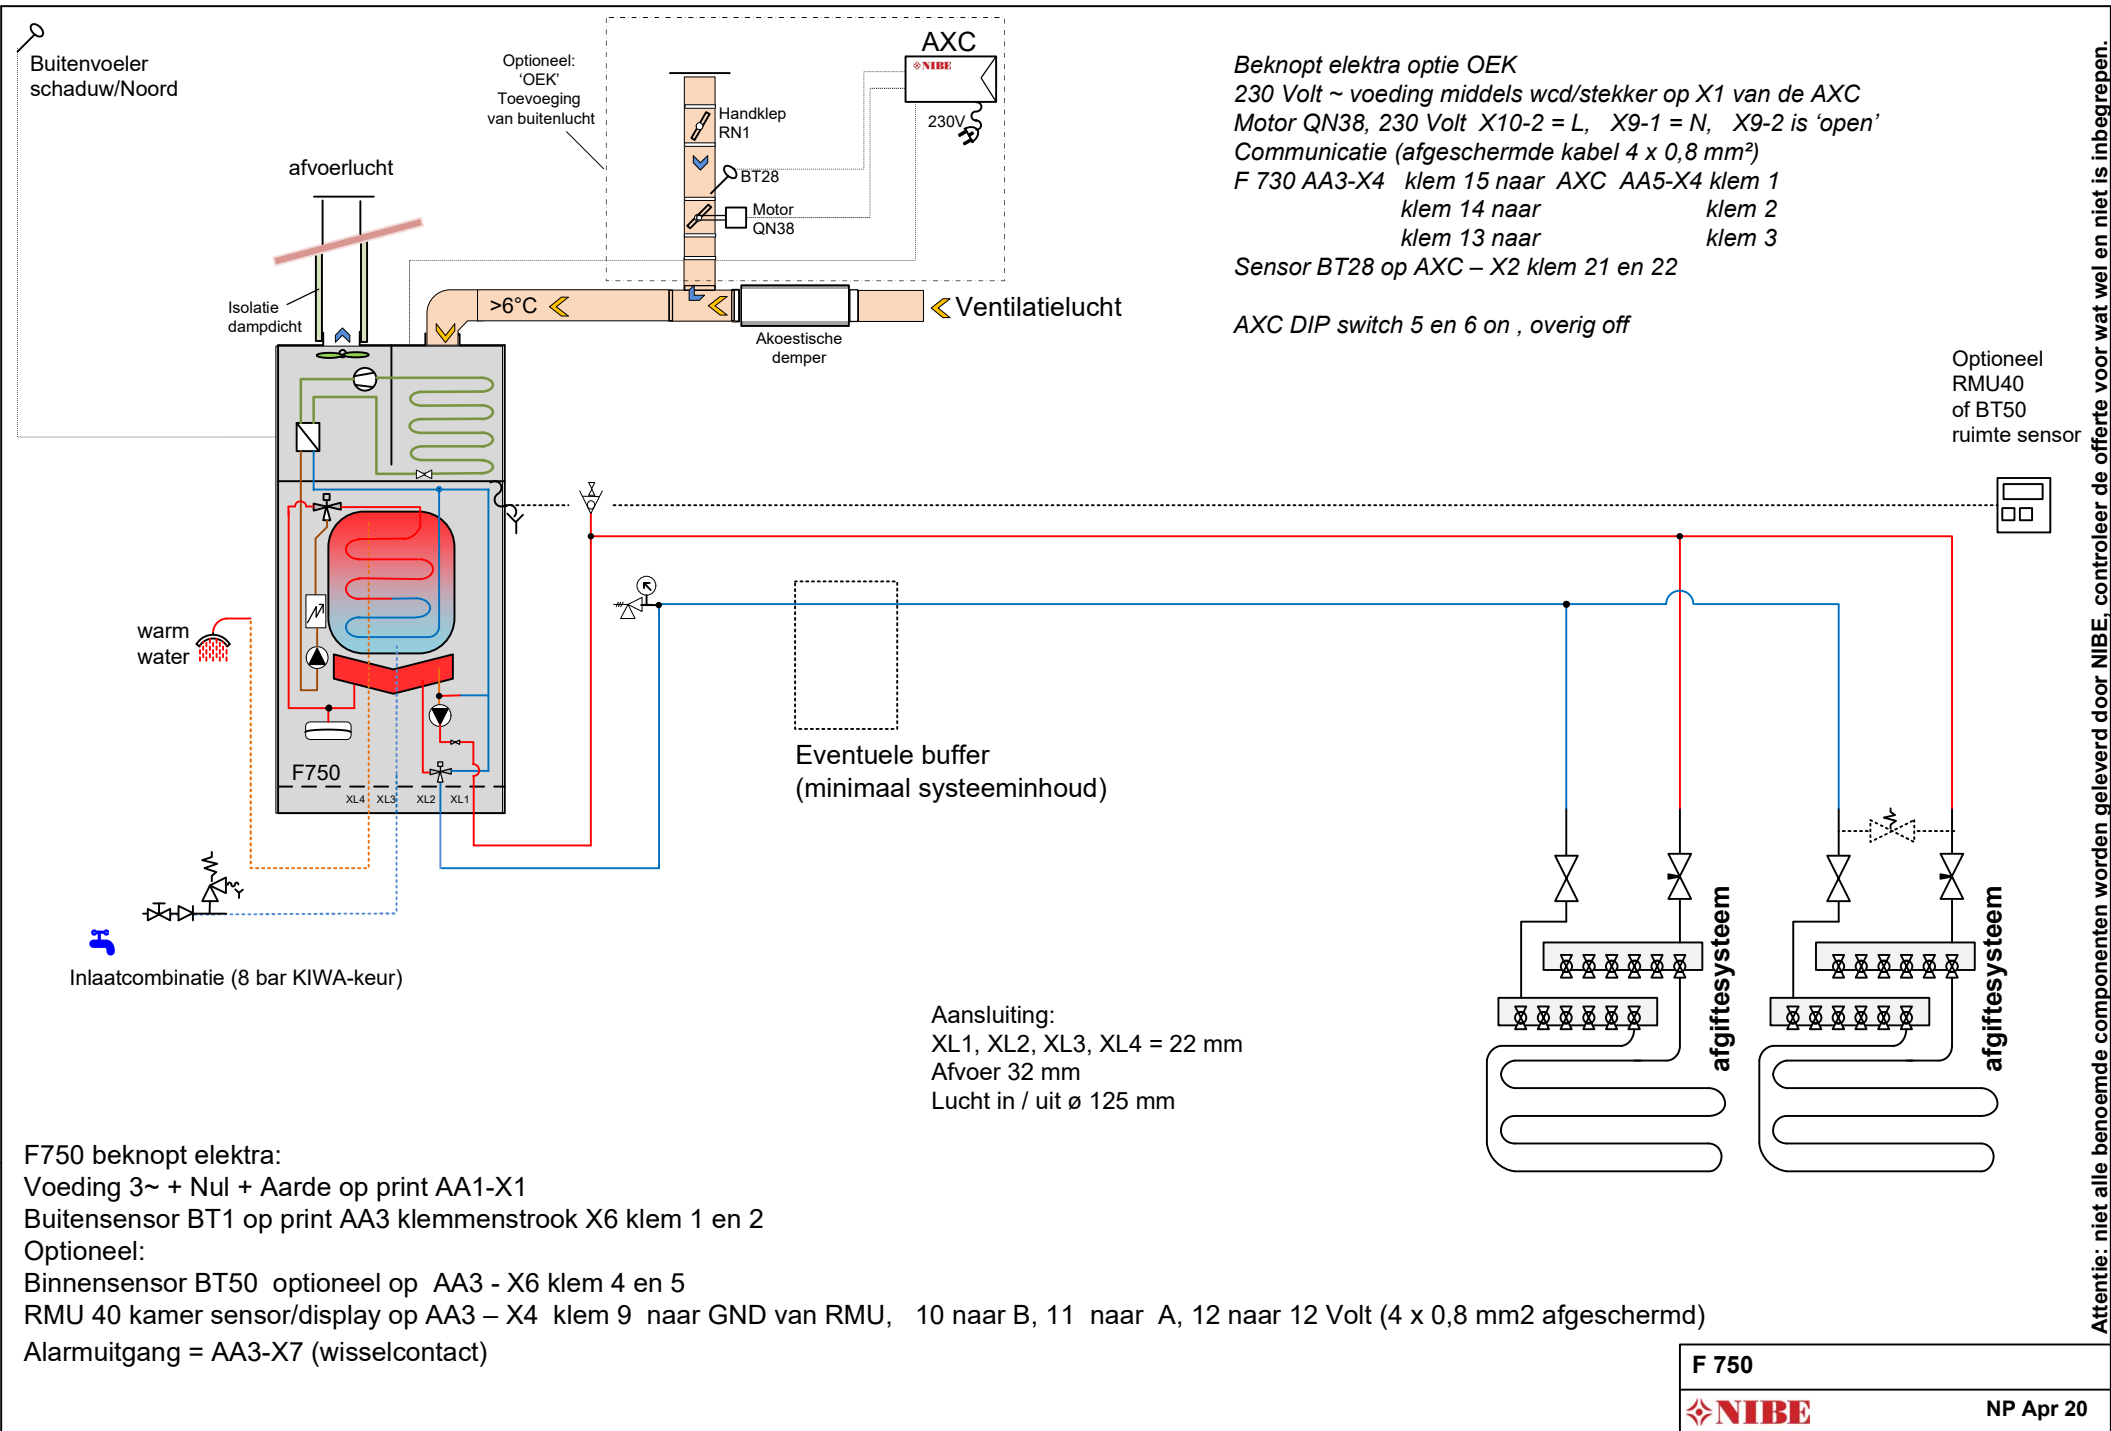 Buitenvoeler
schaduw/Noord
afvoerlucht
Isolatie
dampdicht
Optioneel:
‘OEK’
Toevoeging
van buitenlucht
AXC
NIBE
230V
Handklep
RN1
BT28
Motor
QN38
>6°C
Ventilatielucht
Akoestische
demper
Beknopt elektra optie OEK
230 Volt ~ voeding middels wcd/stekker op X1 van de AXC
Motor QN38, 230 Volt X10-2 = L, X9-1 = N, X9-2 is ‘open’
Communicatie (afgeschermde kabel 4 x 0,8 mm²)
F 730 AA3-X4 klem 15 naar AXC AA5-X4 klem 1
klem 14 naar klem 2
klem 13 naar klem 3
Sensor BT28 op AXC – X2 klem 21 en 22
AXC DIP switch 5 en 6 on , overig off
Optioneel
RMU40
of BT50
ruimte sensor
warm
water
F750
XL4 XL3 XL2 XL1
Inlaatcombinatie (8 bar KIWA-keur)
Eventuele buffer
(minimaal systeeminhoud)
afgiftesysteem
afgiftesysteem
Aansluiting:
XL1, XL2, XL3, XL4 = 22 mm
Afvoer 32 mm
Lucht in / uit ø 125 mm
F750 beknopt elektra:
Voeding 3~ + Nul + Aarde op print AA1-X1
Buitensensor BT1 op print AA3 klemmenstrook X6 klem 1 en 2
Optioneel:
Binnensensor BT50 optioneel op AA3 - X6 klem 4 en 5
RMU 40 kamer sensor/display op AA3 – X4 klem 9 naar GND van RMU, 10 naar B, 11 naar A, 12 naar 12 Volt (4 x 0,8 mm2 afgeschermd)
Alarmuitgang = AA3-X7 (wisselcontact)
Attentie: niet alle benoemde componenten worden geleverd door NIBE, controleer de offerte voor wat wel en niet is inbegrepen.
F 750
NIBE
NP Apr 20